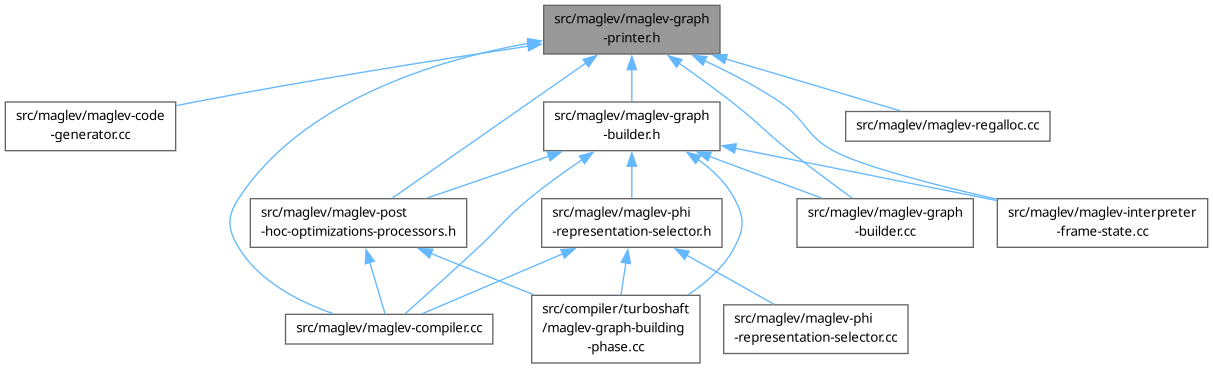 src/maglev/maglev-graph
-printer.h
src/maglev/maglev-code
-generator.cc
src/maglev/maglev-graph
-builder.h
src/maglev/maglev-regalloc.cc
src/maglev/maglev-post
-hoc-optimizations-processors.h
src/maglev/maglev-phi
-representation-selector.h
src/maglev/maglev-graph
-builder.cc
src/maglev/maglev-interpreter
-frame-state.cc
src/maglev/maglev-compiler.cc
src/compiler/turboshaft
/maglev-graph-building
-phase.cc
src/maglev/maglev-phi
-representation-selector.cc